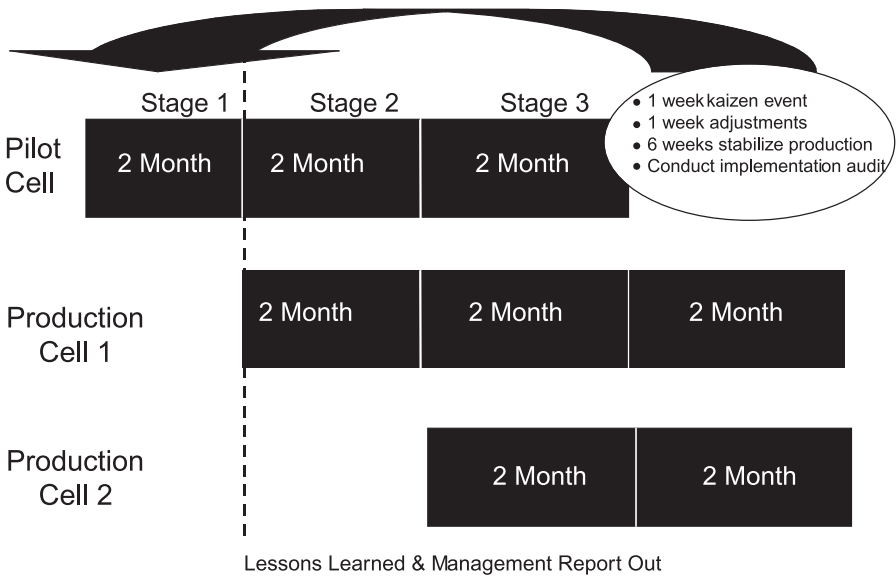 Stage 1 Stage 2 Stage 3
• 1 week kaizen event
• 1 week adjustments
• 6 weeks stabilize production
• Conduct implementation audit
Pilot
Cell
2 Month 2 Month 2 Month
Production
Cell 1
2 Month 2 Month 2 Month
Production
Cell 2
2 Month 2 Month
Lessons Learned & Management Report Out